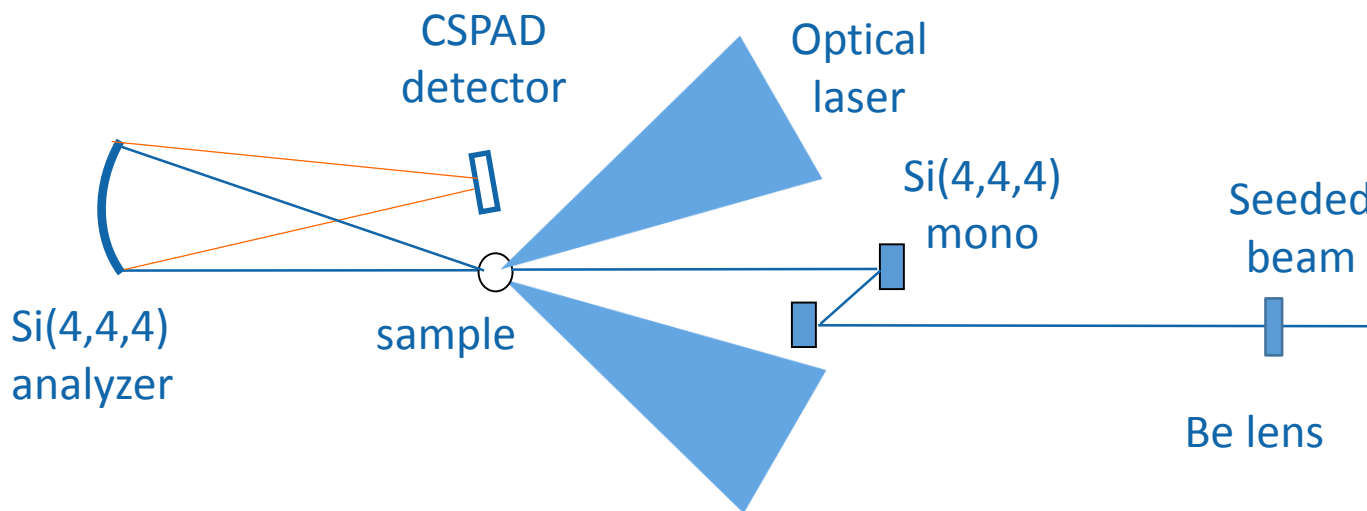 CSPAD
detector
Optical
laser
Si(4,4,4)
mono
Seeded
beam
Si(4,4,4)
analyzer
sample
Be lens